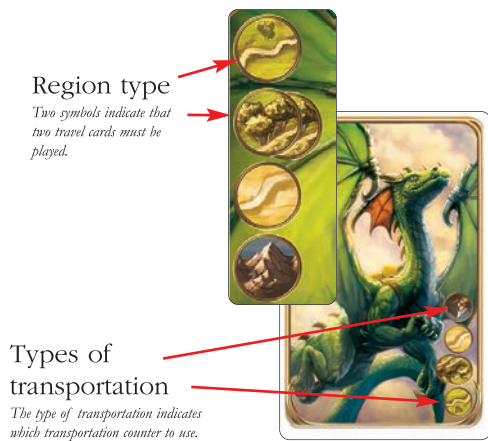 Region type
Two symbols indicate that
two travel cards must be
played.
Types of
transportation
The type of transportation indicates
which transportation counter to use.